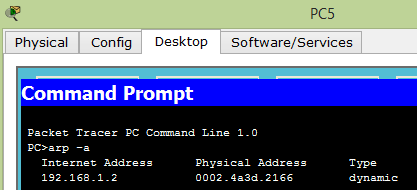 PC5
Physical Config Desktop Software/Services
Command Prompt
Packet Tracer PC Command Line 1.0
PC>arp -a
Internet Address Physical Address Type
192.168.1.2 0002.4a3d.2166 dynamic